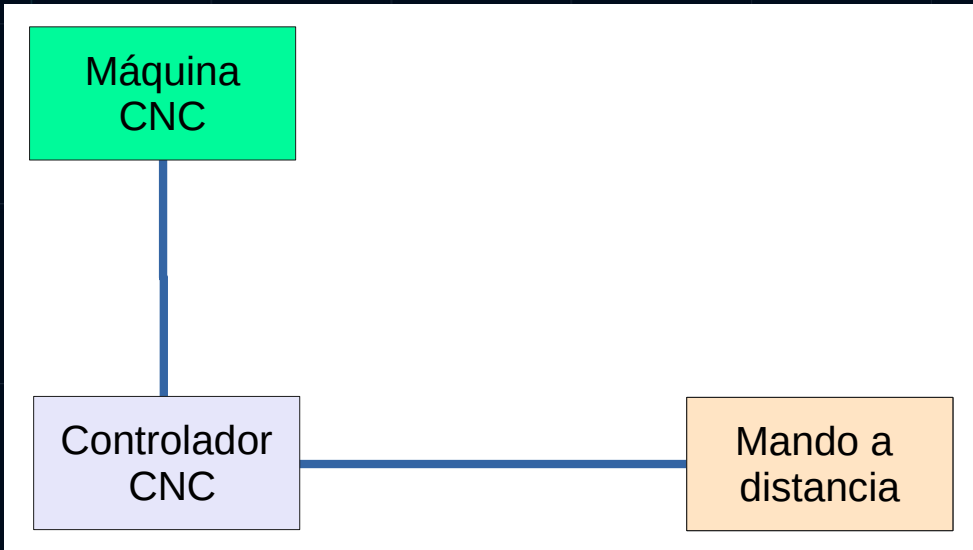 Máquina
CNC
Controlador
CNC
Mando a
distancia